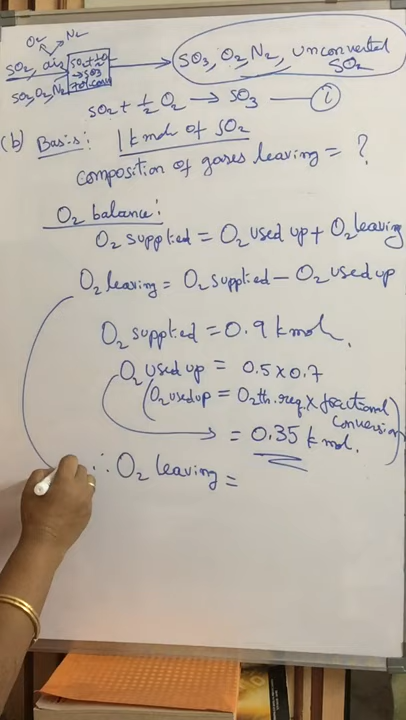 O2 N2
SO2, air SO2 + ½O2 → SO3, O2, N2, unconverted
→ SO3 SO2
SO2, O2, N2 70% conv
SO2 + ½ O2 → SO3 — (i)
(b) Basis: 1 kmol of SO2
composition of gases leaving = ?
O2 balance:
O2 supplied = O2 used up + O2 leaving
O2 leaving = O2 supplied - O2 used up
O2 supplied = 0.9 kmol.
O2 used up = 0.5 x 0.7
(O2 used up = O2 th. req. x fractional
conversion)
= 0.35 kmol.
∴ O2 leaving =